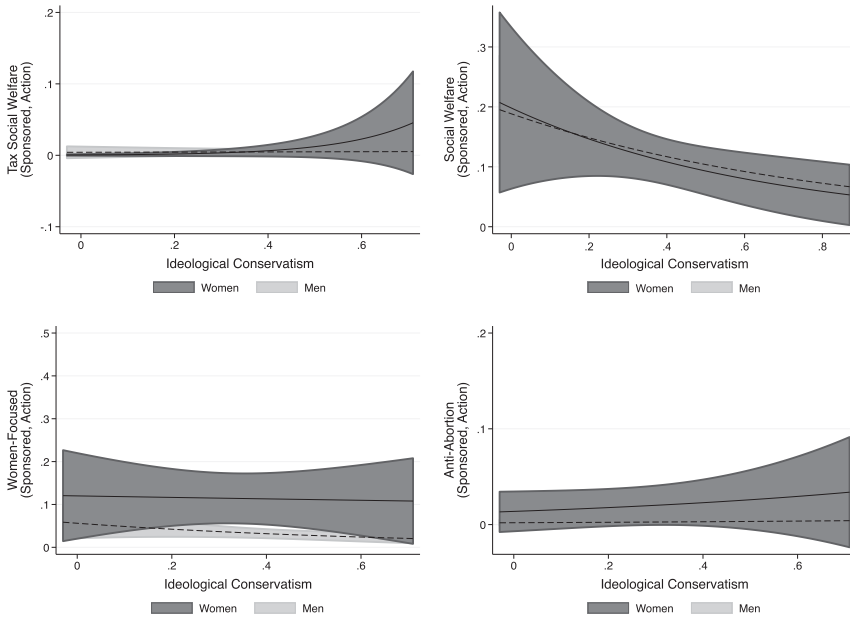 Tax Social Welfare
(Sponsored, Action)
.2
.1
0
-.1
0
.2
.4
.6
Ideological Conservatism
Women
Men
Social Welfare
(Sponsored, Action)
.3
.2
.1
0
0
.2
.4
.6
.8
Ideological Conservatism
Women
Men
Women-Focused
(Sponsored, Action)
.5
.4
.3
.2
.1
0
0
.2
.4
.6
Ideological Conservatism
Women
Men
Anti-Abortion
(Sponsored, Action)
.2
.1
0
0
.2
.4
.6
Ideological Conservatism
Women
Men